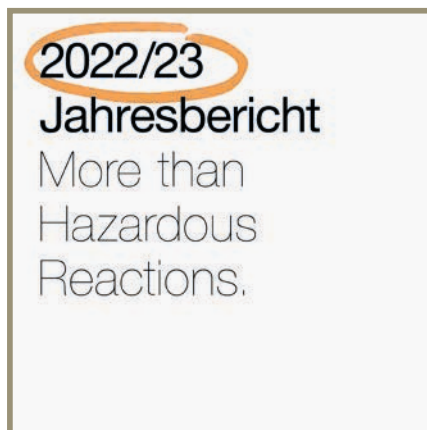 2022/23
Jahresbericht
More than
Hazardous
Reactions.